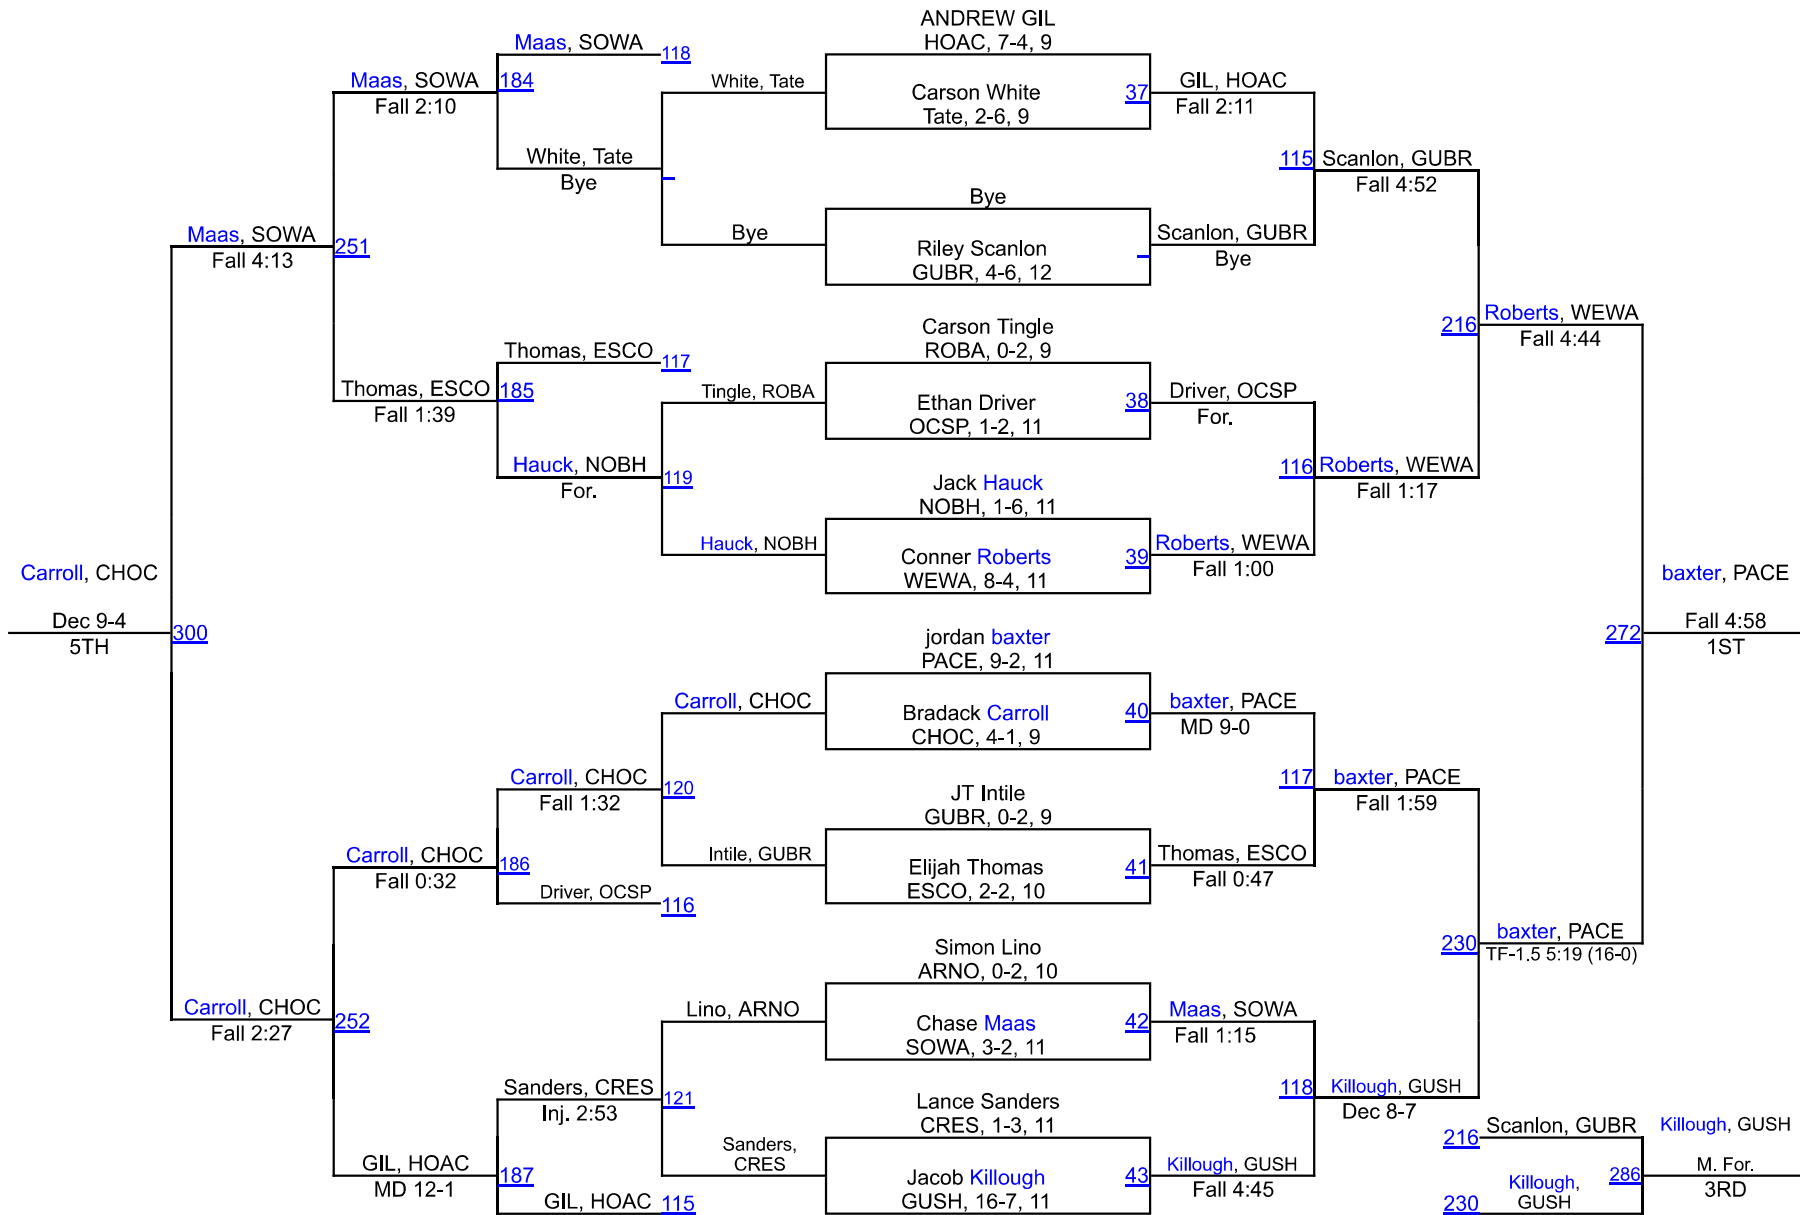 ANDREW GIL
HOAC, 7-4, 9
Maas, SOWA
118
Maas, SOWA
184
Fall 2:10
White, Tate
Carson White
Tate, 2-6, 9
37
GIL, HOAC
Fall 2:11
White, Tate
Bye
115
Scanlon, GUBR
Fall 4:52
Bye
Bye
Riley Scanlon
GUBR, 4-6, 12
Scanlon, GUBR
Bye
Maas, SOWA
Fall 4:13
251
Carson Tingle
ROBA, 0-2, 9
216
Roberts, WEWA
Fall 4:44
Thomas, ESCO
117
Thomas, ESCO
185
Fall 1:39
Tingle, ROBA
Ethan Driver
OCSP, 1-2, 11
38
Driver, OCSP
For.
Hauck, NOBH
For.
119
Jack Hauck
NOBH, 1-6, 11
116
Roberts, WEWA
Fall 1:17
Hauck, NOBH
Conner Roberts
WEWA, 8-4, 11
39
Roberts, WEWA
Fall 1:00
Carroll, CHOC
Dec 9-4
5TH
300
baxter, PACE
272
Fall 4:58
1ST
jordan baxter
PACE, 9-2, 11
Carroll, CHOC
Bradack Carroll
CHOC, 4-1, 9
40
baxter, PACE
MD 9-0
Carroll, CHOC
Fall 1:32
120
JT Intile
GUBR, 0-2, 9
117
baxter, PACE
Fall 1:59
Carroll, CHOC
Fall 0:32
186
Intile, GUBR
Elijah Thomas
ESCO, 2-2, 10
41
Thomas, ESCO
Fall 0:47
Driver, OCSP
116
Simon Lino
ARNO, 0-2, 10
230
baxter, PACE
TF-1.5 5:19 (16-0)
Carroll, CHOC
Fall 2:27
252
Lino, ARNO
Chase Maas
SOWA, 3-2, 11
42
Maas, SOWA
Fall 1:15
Sanders, CRES
Inj. 2:53
121
Lance Sanders
CRES, 1-3, 11
118
Killough, GUSH
Dec 8-7
Sanders,
CRES
GIL, HOAC
MD 12-1
187
Jacob Killough
GUSH, 16-7, 11
43
Killough, GUSH
Fall 4:45
GIL, HOAC
115
216
Scanlon, GUBR
Killough, GUSH
Killough,
GUSH
230
286
M. For.
3RD